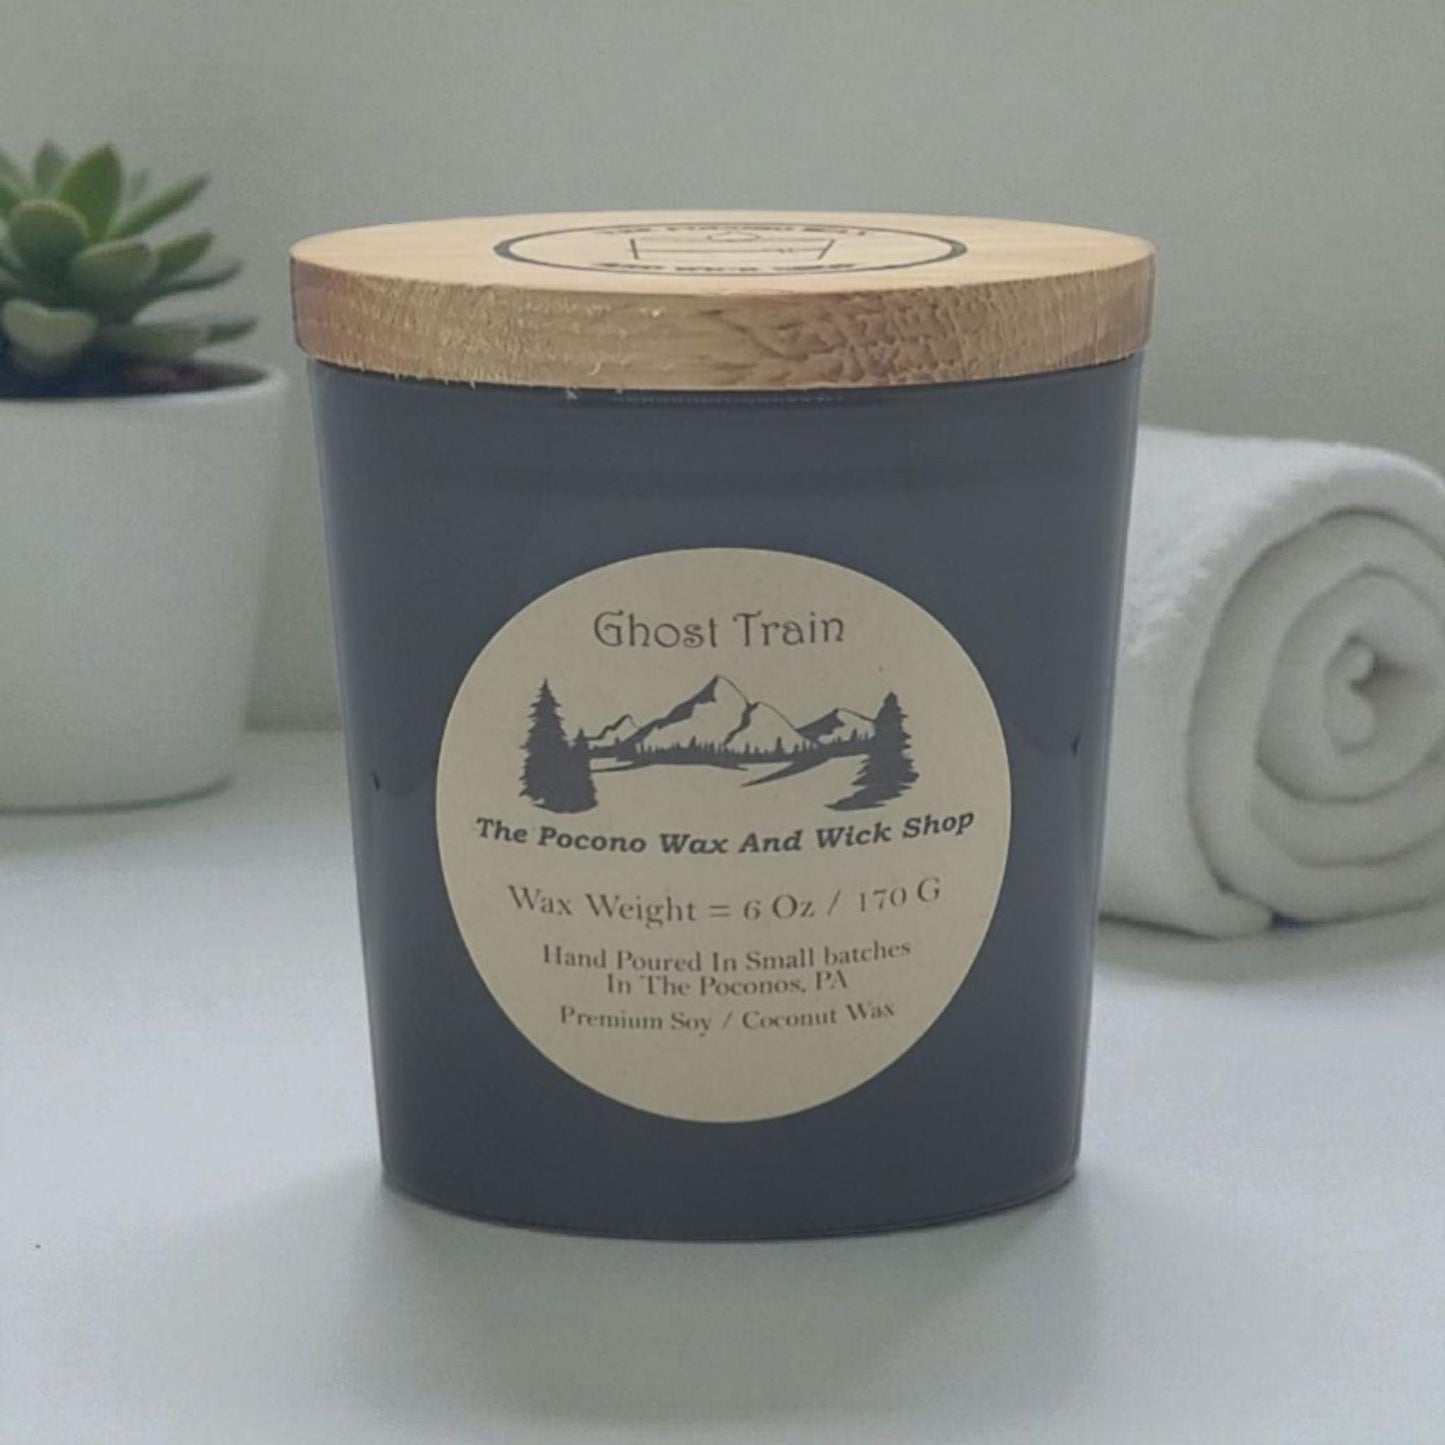 Ghost Train
The Pocono Wax And Wick Shop
Wax Weight = 6 Oz / 170 G
Hand Poured In Small batches
In The Poconos, PA
Premium Soy / Coconut Wax